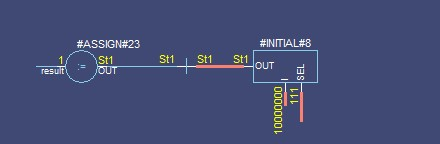 #ASSIGN#23
#INITIAL#8
1
St1
St1
St1
St1
result
:=
OUT
OUT
I
SEL
10000000
111